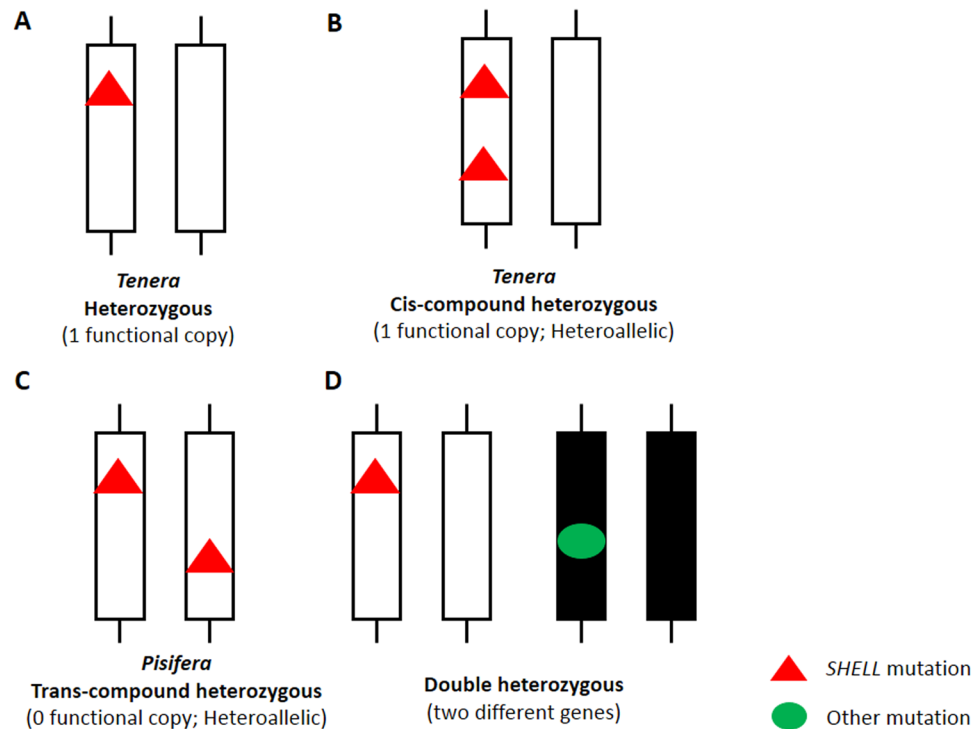 A
B
Tenera
Heterozygous
(1 functional copy)
Tenera
Cis-compound heterozygous
(1 functional copy; Heteroallelic)
C
D
Pisifera
Trans-compound heterozygous
(0 functional copy; Heteroallelic)
Double heterozygous
(two different genes)
SHELL mutation
Other mutation